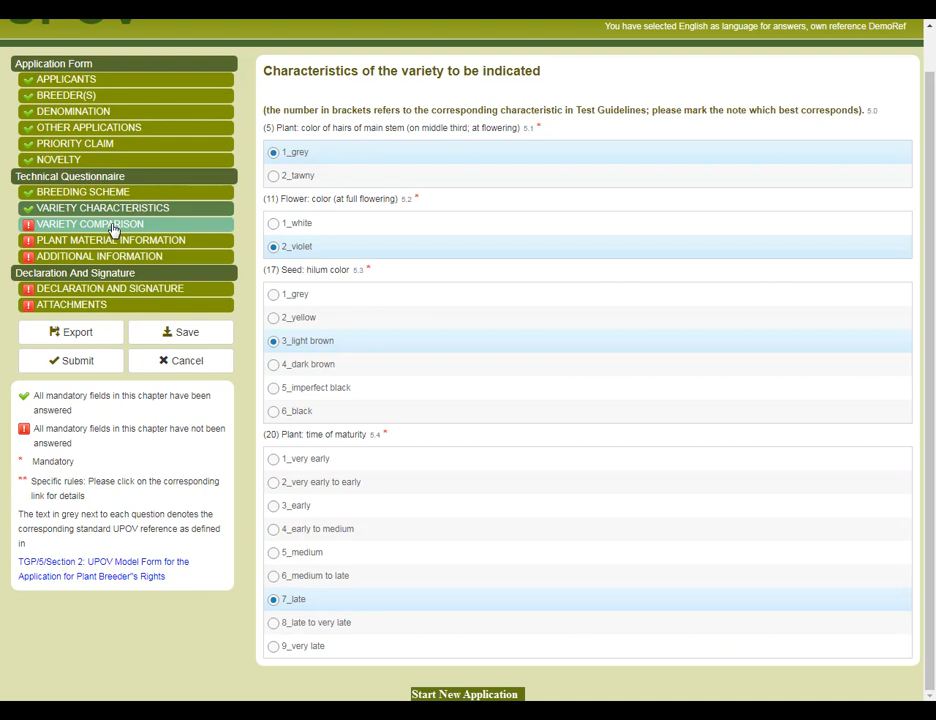 UPOV
You have selected English as language for answers, own reference DemoRef
Application Form
APPLICANTS
BREEDER(S)
DENOMINATION
OTHER APPLICATIONS
PRIORITY CLAIM
NOVELTY
Technical Questionnaire
BREEDING SCHEME
VARIETY CHARACTERISTICS
VARIETY COMPARISON
PLANT MATERIAL INFORMATION
ADDITIONAL INFORMATION
Declaration And Signature
DECLARATION AND SIGNATURE
ATTACHMENTS
Export Save
Submit Cancel
All mandatory fields in this chapter have been
answered
All mandatory fields in this chapter have not been
answered
* Mandatory
** Specific rules: Please click on the corresponding
link for details
The text in grey next to each question denotes the
corresponding standard UPOV reference as defined
in
TGP/5/Section 2: UPOV Model Form for the
Application for Plant Breeder"s Rights
Characteristics of the variety to be indicated
(the number in brackets refers to the corresponding characteristic in Test Guidelines; please mark the note which best corresponds). 5.0
(5) Plant: color of hairs of main stem (on middle third; at flowering) 5.1 *
1_grey
2_tawny
(11) Flower: color (at full flowering) 5.2 *
1_white
2_violet
(17) Seed: hilum color 5.3 *
1_grey
2_yellow
3_light brown
4_dark brown
5_imperfect black
6_black
(20) Plant: time of maturity 5.4 *
1_very early
2_very early to early
3_early
4_early to medium
5_medium
6_medium to late
7_late
8_late to very late
9_very late
Start New Application